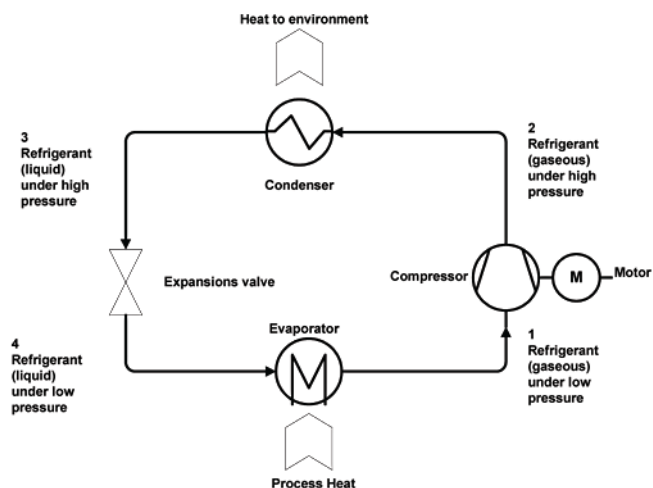 Heat to environment
3
Refrigerant
(liquid)
under high
pressure
2
Refrigerant
(gaseous)
under high
pressure
Condenser
Compressor
M
Motor
Expansions valve
4
Refrigerant
(liquid)
under low
pressure
Evaporator
1
Refrigerant
(gaseous)
under low
pressure
Process Heat